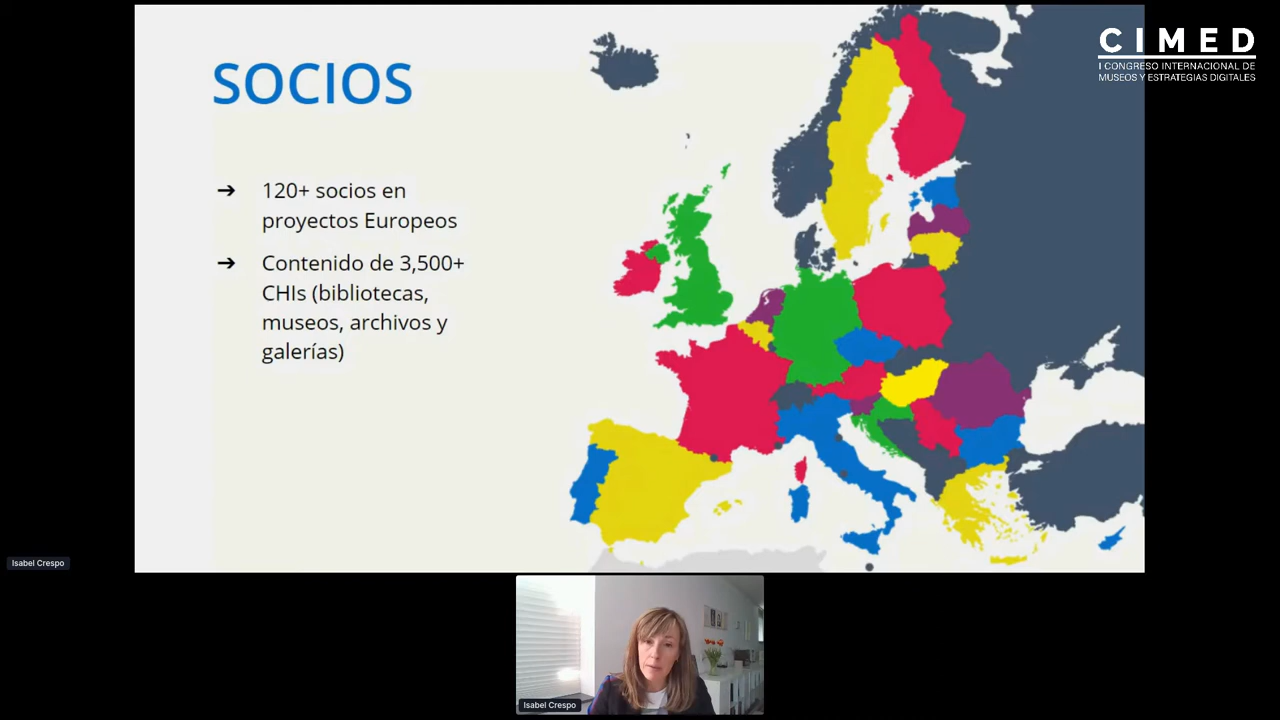 SOCIOS
➔ 120+ socios en
proyectos Europeos
➔ Contenido de 3,500+
CHIs (bibliotecas,
museos, archivos y
galerías)
CIMED
I CONGRESO INTERNACIONAL DE
MUSEOS Y ESTRATEGIAS DIGITALES
Isabel Crespo
Isabel Crespo